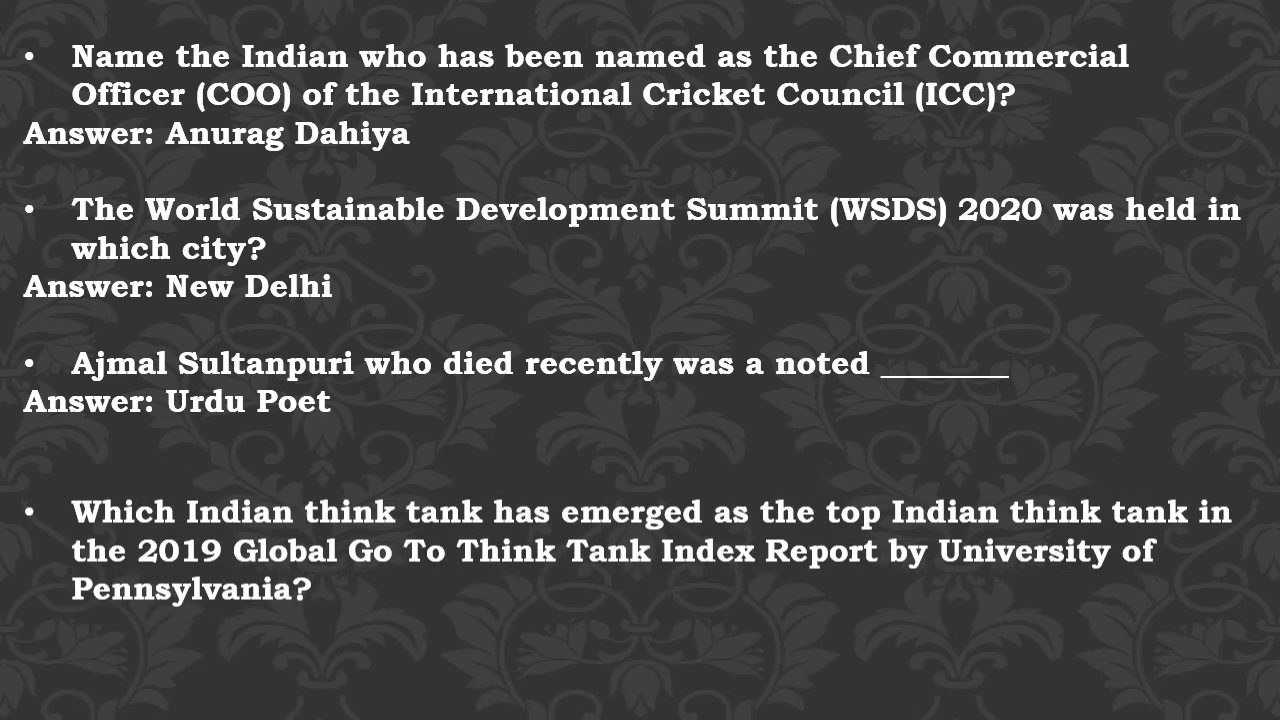 • Name the Indian who has been named as the Chief Commercial
Officer (COO) of the International Cricket Council (ICC)?
Answer: Anurag Dahiya
• The World Sustainable Development Summit (WSDS) 2020 was held in
which city?
Answer: New Delhi
• Ajmal Sultanpuri who died recently was a noted ________
Answer: Urdu Poet
• Which Indian think tank has emerged as the top Indian think tank in
the 2019 Global Go To Think Tank Index Report by University of
Pennsylvania?